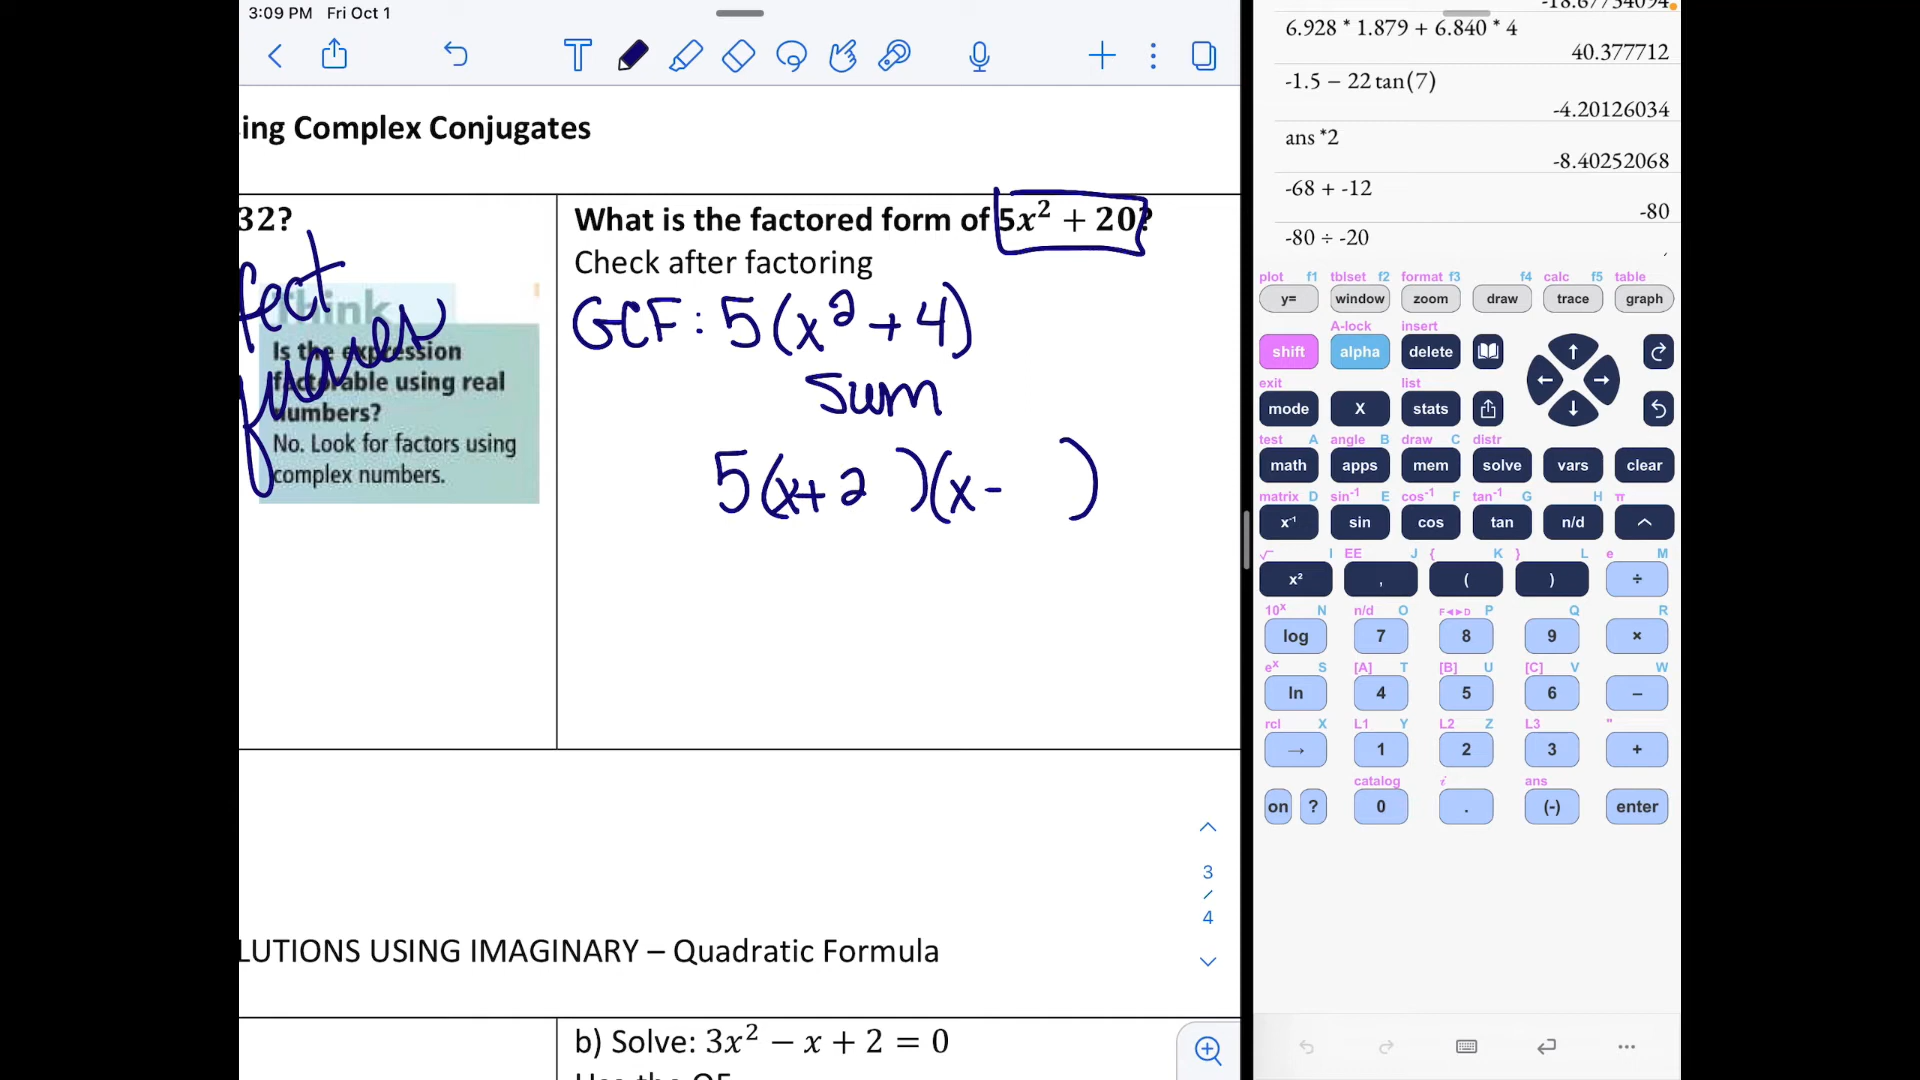 3:09 PM Fri Oct 1
ing Complex Conjugates
32?
fect
quares
Think
Is the expression
factorable using real
numbers?
No. Look for factors using
complex numbers.
What is the factored form of 5x² + 20?
Check after factoring
GCF: 5(x² + 4)
sum
5(x+2 )(x- )
LUTIONS USING IMAGINARY – Quadratic Formula
b) Solve: 3x² − x + 2 = 0
3
/
4
-18.67734094
6.928 * 1.879 + 6.840 * 4
40.377712
-1.5 − 22 tan(7)
-4.20126034
ans *2
-8.40252068
-68 + -12
-80
-80 ÷ -20
plot f1 tblset f2 format f3 f4 calc f5 table
y= window zoom draw trace graph
A-lock insert
shift alpha delete
exit list
mode X stats
test A angle B draw C distr
math apps mem solve vars clear
matrix D sin⁻¹ E cos⁻¹ F tan⁻¹ G H π
x⁻¹ sin cos tan n/d ^
√ I EE J { K } L e M
x² , ( ) ÷
10ˣ N n/d O F◄►D P Q R
log 7 8 9 ×
eˣ S [A] T [B] U [C] V W
ln 4 5 6 −
rcl X L1 Y L2 Z L3 "
→ 1 2 3 +
catalog i ans
on ? 0 . (-) enter